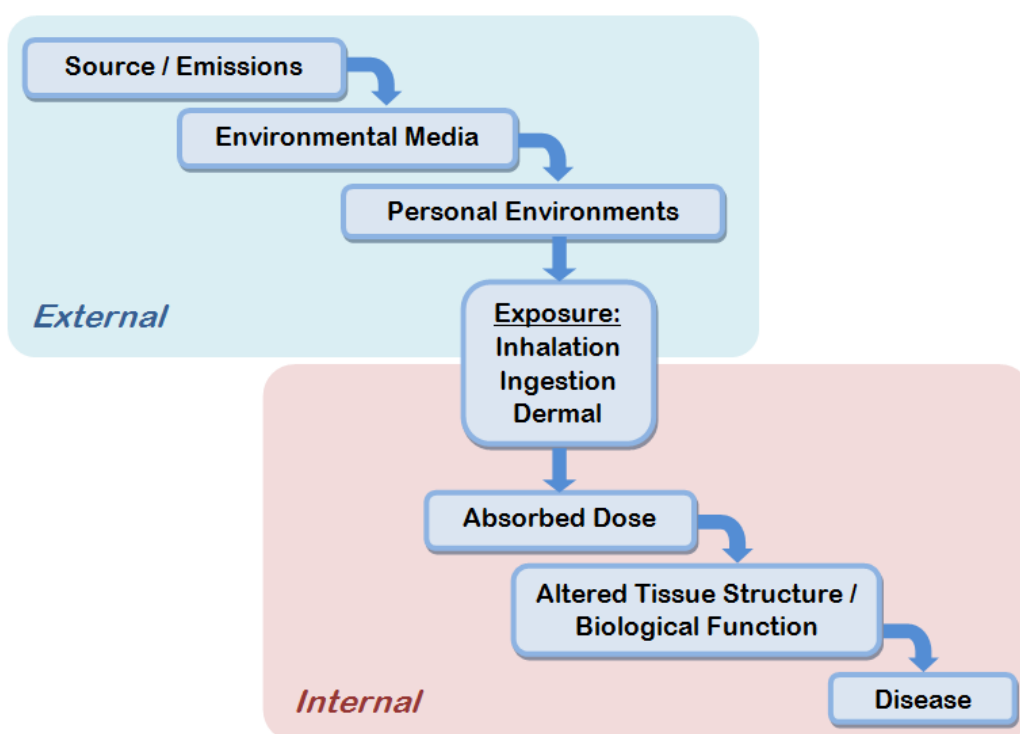 Source / Emissions
Environmental Media
Personal Environments
External
Exposure:
Inhalation
Ingestion
Dermal
Absorbed Dose
Altered Tissue Structure /
Biological Function
Internal
Disease